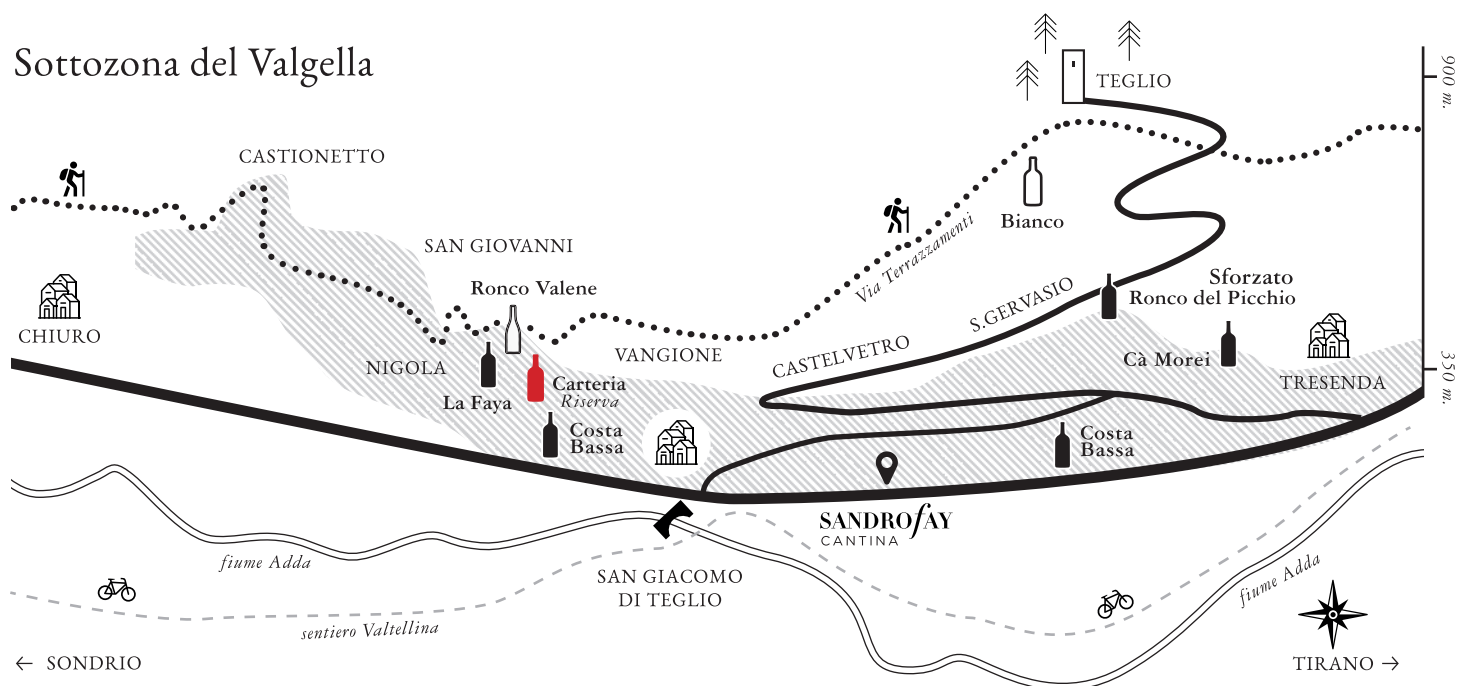 Sottozona del Valgella
TEGLIO
900 m.
CASTIONETTO
Bianco
Via Terrazzamenti
SAN GIOVANNI
Ronco Valene
S.GERVASIO
Sforzato
Ronco del Picchio
CHIURO
NIGOLA
VANGIONE
CASTELVETRO
Cà Morei
TRESENDA
350 m.
La Faya
Carteria
Riserva
Costa
Bassa
Costa
Bassa
SANDROfAY
CANTINA
fiume Adda
SAN GIACOMO
DI TEGLIO
fiume Adda
sentiero Valtellina
← SONDRIO
TIRANO →